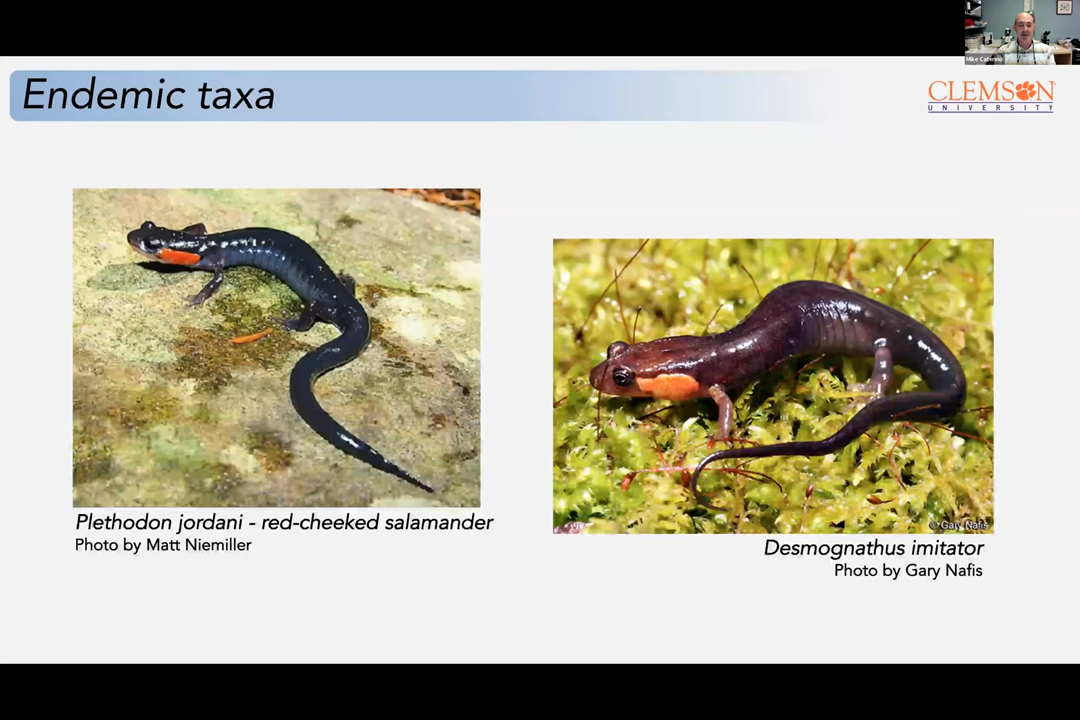 Mike Caterino
Endemic taxa
CLEMSON
UNIVERSITY
© Gary Nafis
Plethodon jordani - red-cheeked salamander
Photo by Matt Niemiller
Desmognathus imitator
Photo by Gary Nafis